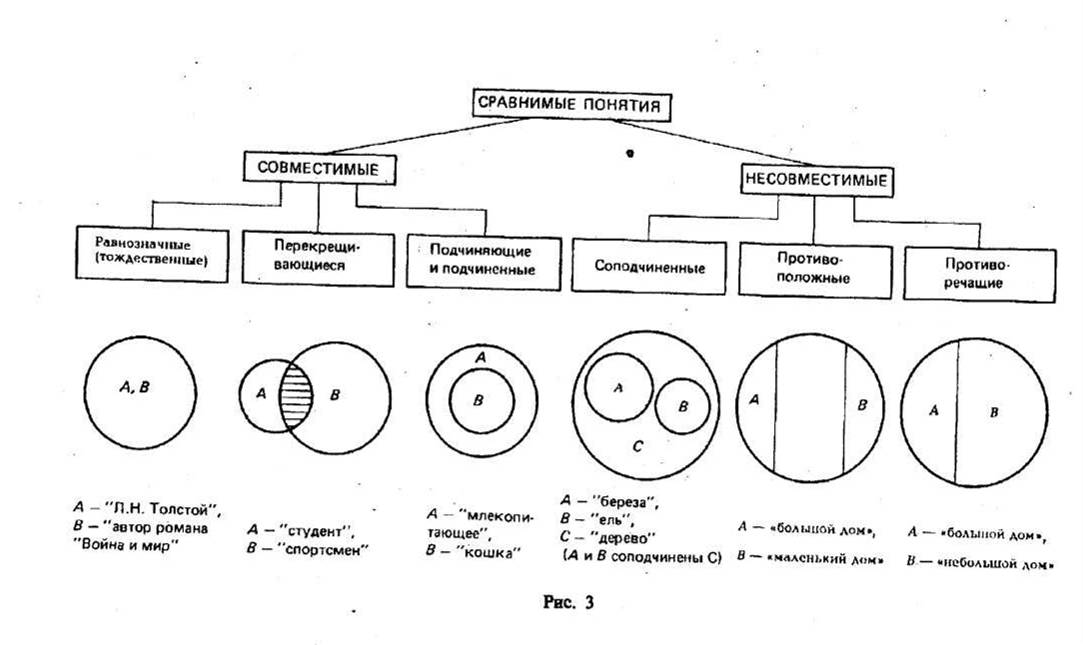 СРАВНИМЫЕ ПОНЯТИЯ
СОВМЕСТИМЫЕ
НЕСОВМЕСТИМЫЕ
Равнозначные
(тождественные)
Перекрещи-
вающиеся
Подчиняющие
и подчиненные
Соподчиненные
Противо-
положные
Противо-
речащие
A, B
A
B
A
B
A
B
C
A
B
A
B
A – "Л.Н. Толстой",
B – "автор романа
"Война и мир"
A – "студент",
B – "спортсмен"
A – "млекопи-
тающее",
B – "кошка"
A – "береза",
B – "ель",
C – "дерево"
(A и B соподчинены C)
A — «большой дом»,
B — «маленький дом»
A — «большой дом»,
B — «небольшой дом»
Рис. 3